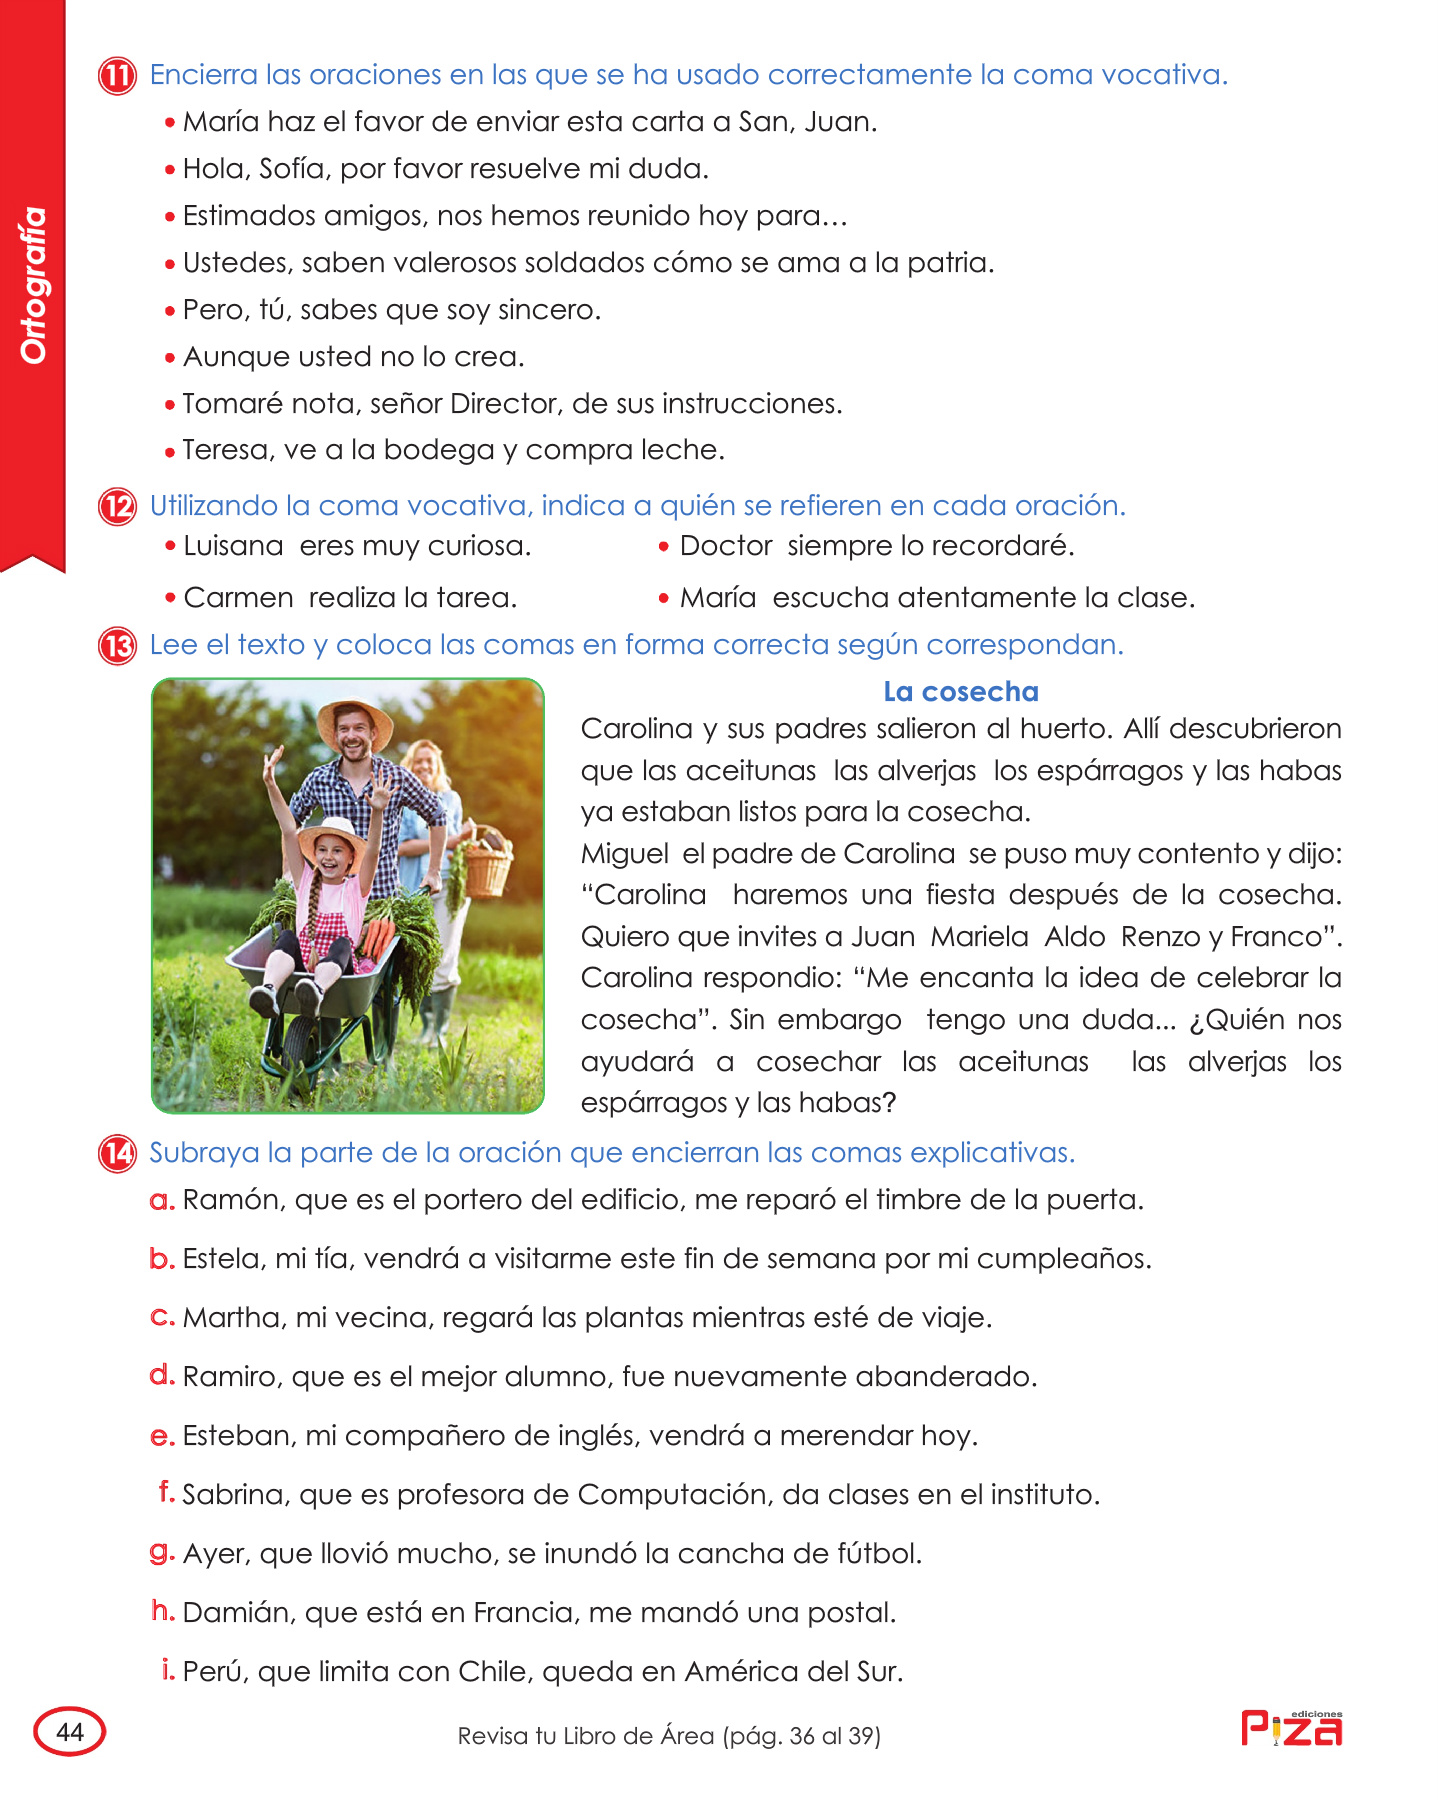 Ortografía
11 Encierra las oraciones en las que se ha usado correctamente la coma vocativa.
• María haz el favor de enviar esta carta a San, Juan.
• Hola, Sofía, por favor resuelve mi duda.
• Estimados amigos, nos hemos reunido hoy para…
• Ustedes, saben valerosos soldados cómo se ama a la patria.
• Pero, tú, sabes que soy sincero.
• Aunque usted no lo crea.
• Tomaré nota, señor Director, de sus instrucciones.
• Teresa, ve a la bodega y compra leche.
12 Utilizando la coma vocativa, indica a quién se refieren en cada oración.
• Luisana  eres muy curiosa.
• Doctor  siempre lo recordaré.
• Carmen  realiza la tarea.
• María  escucha atentamente la clase.
13 Lee el texto y coloca las comas en forma correcta según correspondan.
La cosecha
Carolina y sus padres salieron al huerto. Allí descubrieron
que las aceitunas  las alverjas  los espárragos y las habas
ya estaban listos para la cosecha.
Miguel  el padre de Carolina  se puso muy contento y dijo:
“Carolina  haremos una fiesta después de la cosecha.
Quiero que invites a Juan  Mariela  Aldo  Renzo y Franco”.
Carolina respondio: “Me encanta la idea de celebrar la
cosecha”. Sin embargo  tengo una duda... ¿Quién nos
ayudará a cosechar las aceitunas  las alverjas los
espárragos y las habas?
14 Subraya la parte de la oración que encierran las comas explicativas.
a. Ramón, que es el portero del edificio, me reparó el timbre de la puerta.
b. Estela, mi tía, vendrá a visitarme este fin de semana por mi cumpleaños.
c. Martha, mi vecina, regará las plantas mientras esté de viaje.
d. Ramiro, que es el mejor alumno, fue nuevamente abanderado.
e. Esteban, mi compañero de inglés, vendrá a merendar hoy.
f. Sabrina, que es profesora de Computación, da clases en el instituto.
g. Ayer, que llovió mucho, se inundó la cancha de fútbol.
h. Damián, que está en Francia, me mandó una postal.
i. Perú, que limita con Chile, queda en América del Sur.
44
Revisa tu Libro de Área (pág. 36 al 39)
ediciones
PIZA